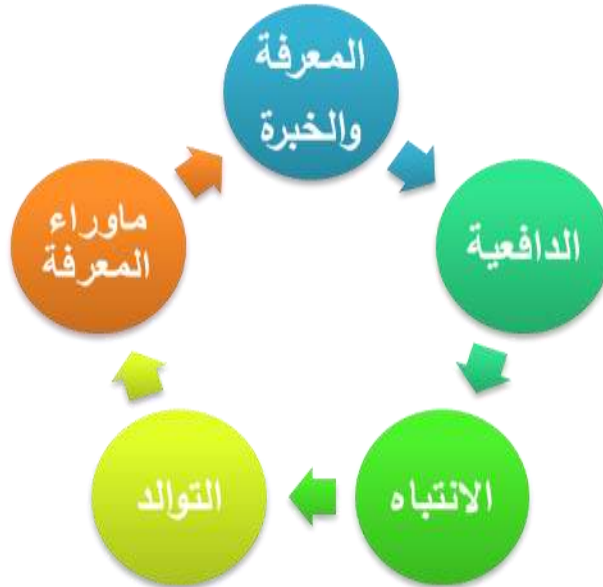 المعرفة
والخبرة
الدافعية
الانتباه
التوالد
ماوراء
المعرفة